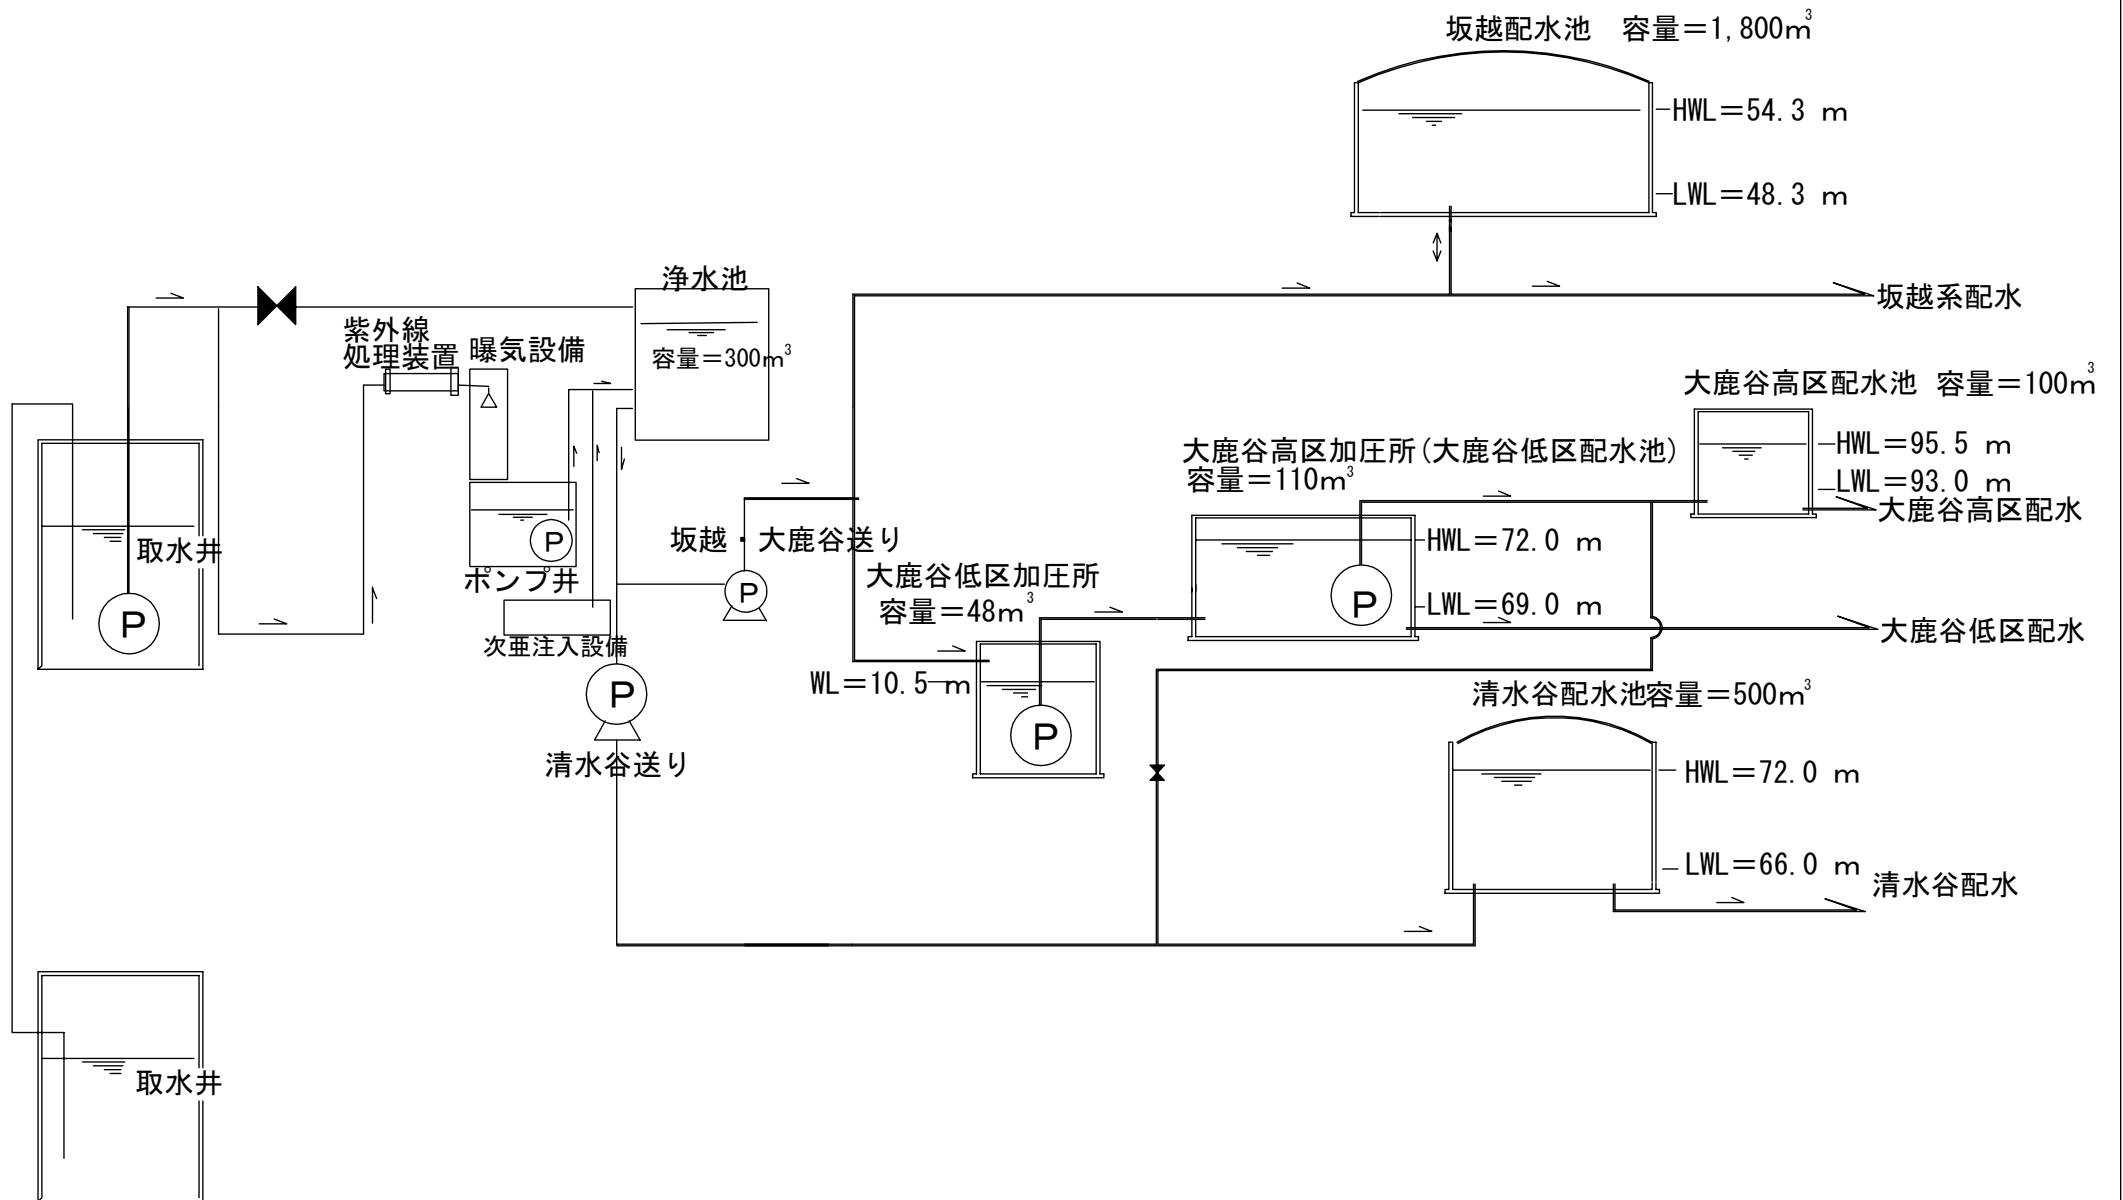 坂越配水池　容量＝1,800m³
HWL＝54.3 m
LWL＝48.3 m
坂越系配水
浄水池
容量＝300m³
紫外線
処理装置
曝気設備
取水井
P
P
ポンプ井
次亜注入設備
P
清水谷送り
坂越・大鹿谷送り
P
大鹿谷低区加圧所
容量＝48m³
WL＝10.5 m
P
大鹿谷高区加圧所(大鹿谷低区配水池)
容量＝110m³
P
HWL＝72.0 m
LWL＝69.0 m
大鹿谷高区配水池　容量＝100m³
HWL＝95.5 m
LWL＝93.0 m
大鹿谷高区配水
大鹿谷低区配水
清水谷配水池容量＝500m³
HWL＝72.0 m
LWL＝66.0 m
清水谷配水
取水井